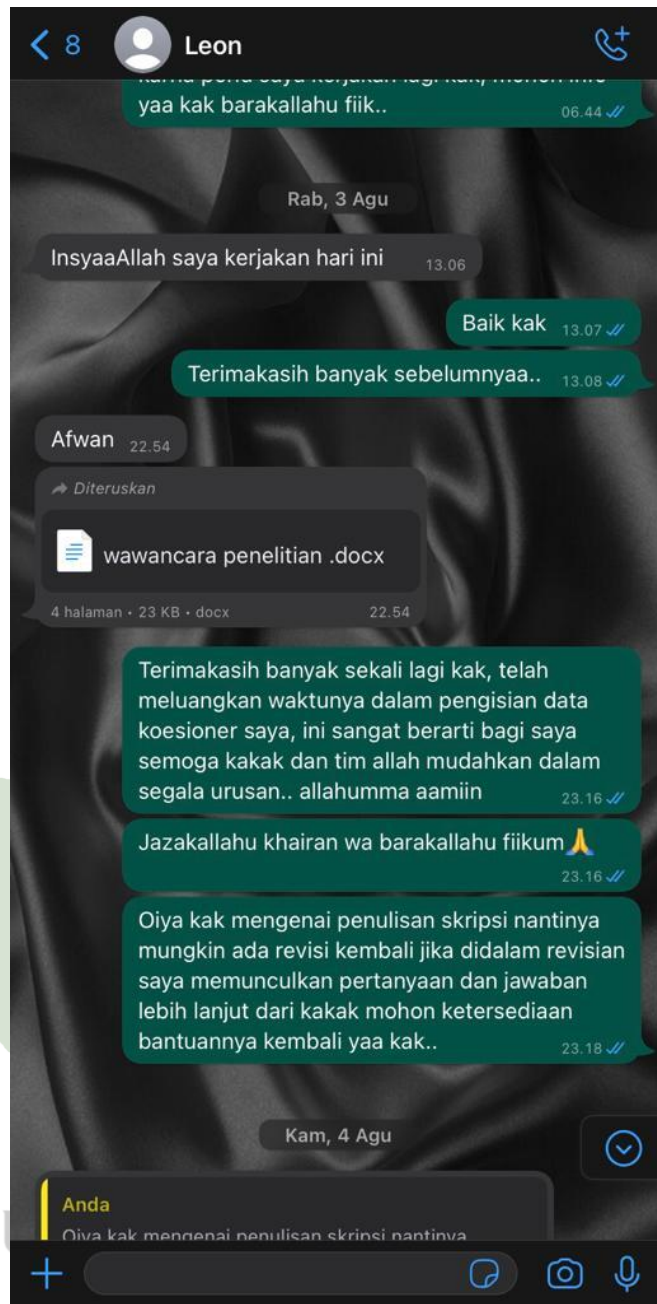 8 Leon
yaa kak barakallahu fiik..
06.44
Rab, 3 Agu
InsyaaAllah saya kerjakan hari ini 13.06
Baik kak 13.07
Terimakasih banyak sebelumnyaa.. 13.08
Afwan 22.54
Diteruskan
wawancara penelitian .docx
4 halaman • 23 KB • docx 22.54
Terimakasih banyak sekali lagi kak, telah
meluangkan waktunya dalam pengisian data
koesioner saya, ini sangat berarti bagi saya
semoga kakak dan tim allah mudahkan dalam
segala urusan.. allahumma aamiin 23.16
Jazakallahu khairan wa barakallahu fiikum🙏
23.16
Oiya kak mengenai penulisan skripsi nantinya
mungkin ada revisi kembali jika didalam revisian
saya memunculkan pertanyaan dan jawaban
lebih lanjut dari kakak mohon ketersediaan
bantuannya kembali yaa kak.. 23.18
Kam, 4 Agu
Anda
Oiya kak mengenai penulisan skripsi nantinya